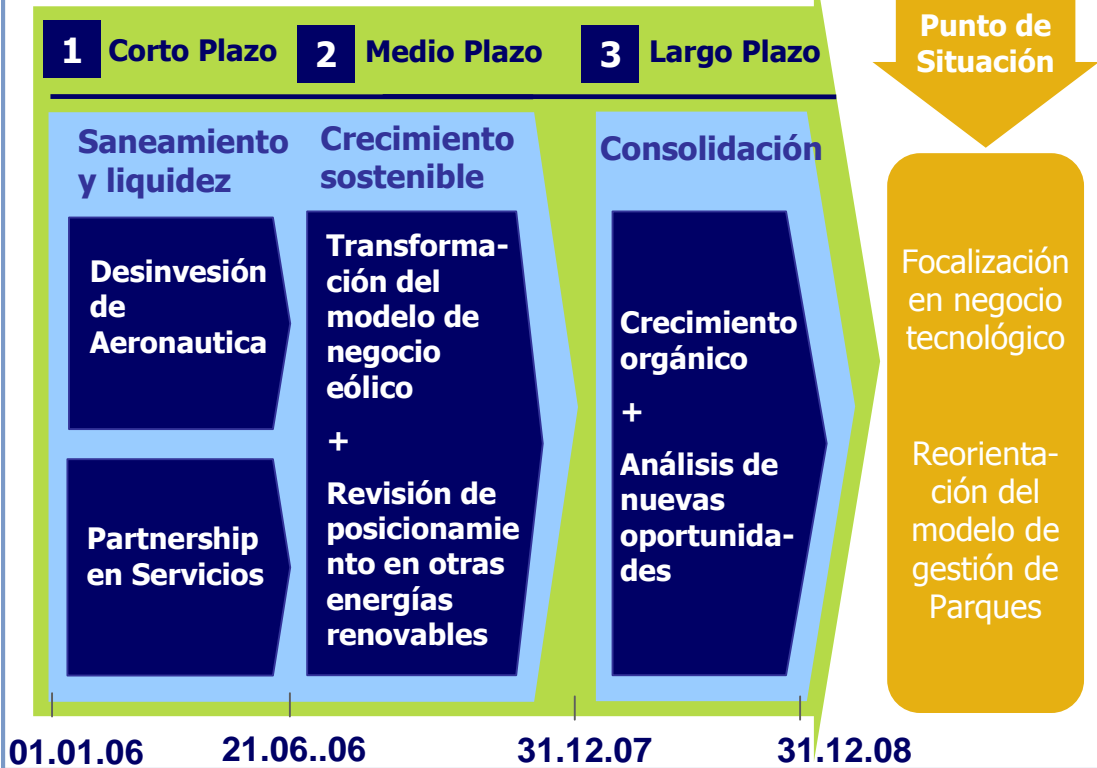 1 Corto Plazo
2 Medio Plazo
3 Largo Plazo
Punto de
Situación
Saneamiento
y liquidez
Desinvesión
de
Aeronautica
Partnership
en Servicios
Crecimiento
sostenible
Transforma-
ción del
modelo de
negocio
eólico
+
Revisión de
posicionamie
nto en otras
energías
renovables
Consolidación
Crecimiento
orgánico
+
Análisis de
nuevas
oportunida-
des
Focalización
en negocio
tecnológico
Reorienta-
ción del
modelo de
gestión de
Parques
01.01.06
21.06..06
31.12.07
31.12.08